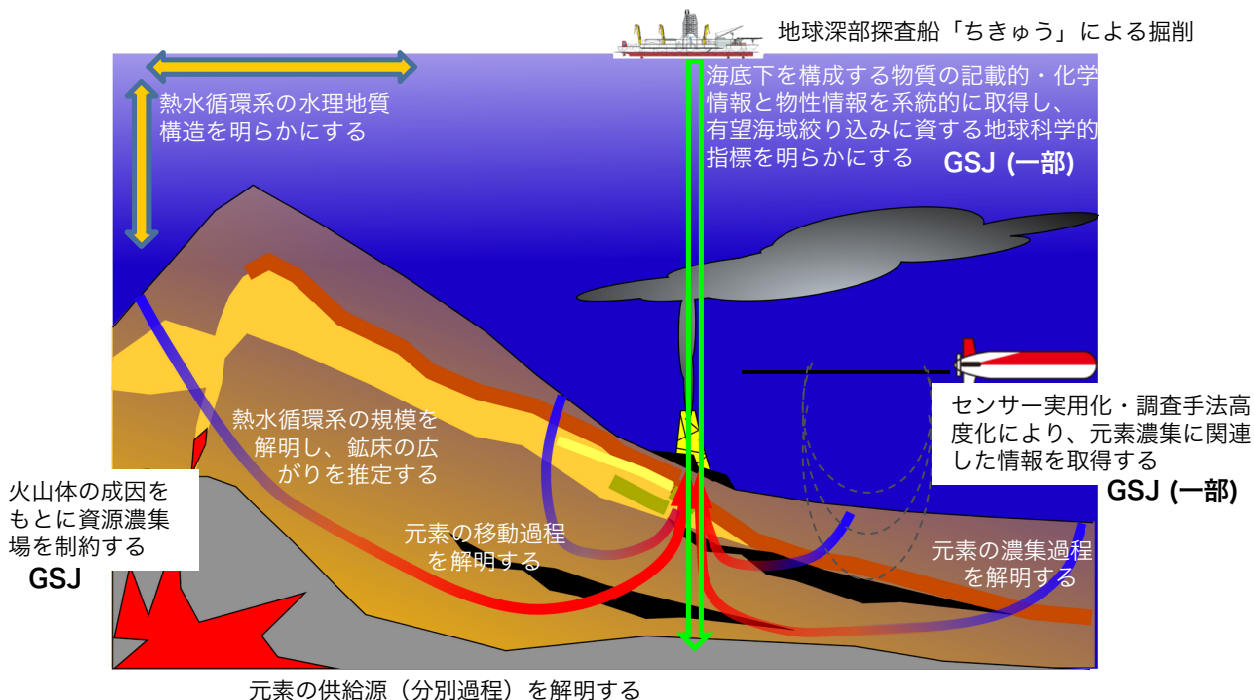 地球深部探査船「ちきゅう」による掘削
熱水循環系の水理地質
構造を明らかにする
海底下を構成する物質の記載的・化学
情報と物性情報を系統的に取得し、
有望海域絞り込みに資する地球科学的
指標を明らかにする GSJ (一部)
熱水循環系の規模を
解明し、鉱床の広
がりを推定する
センサー実用化・調査手法高
度化により、元素濃集に関連
した情報を取得する
GSJ (一部)
火山体の成因を
もとに資源濃集
場を制約する
GSJ
元素の移動過程
を解明する
元素の濃集過程
を解明する
元素の供給源（分別過程）を解明する